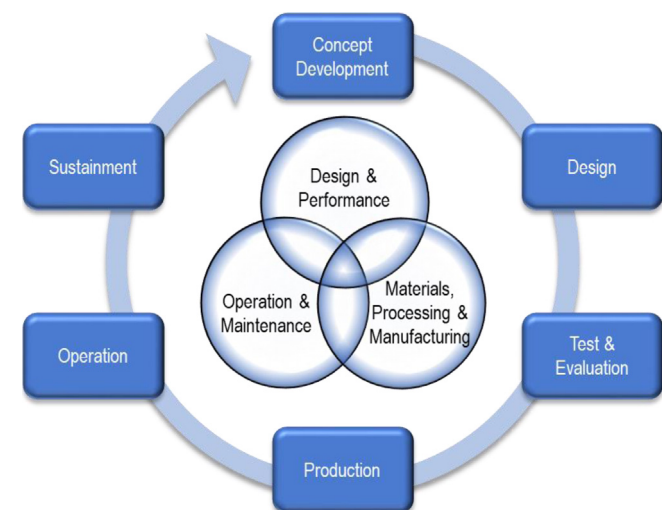 Concept
Development
Design
Test &
Evaluation
Production
Operation
Sustainment
Design &
Performance
Materials,
Processing &
Manufacturing
Operation &
Maintenance